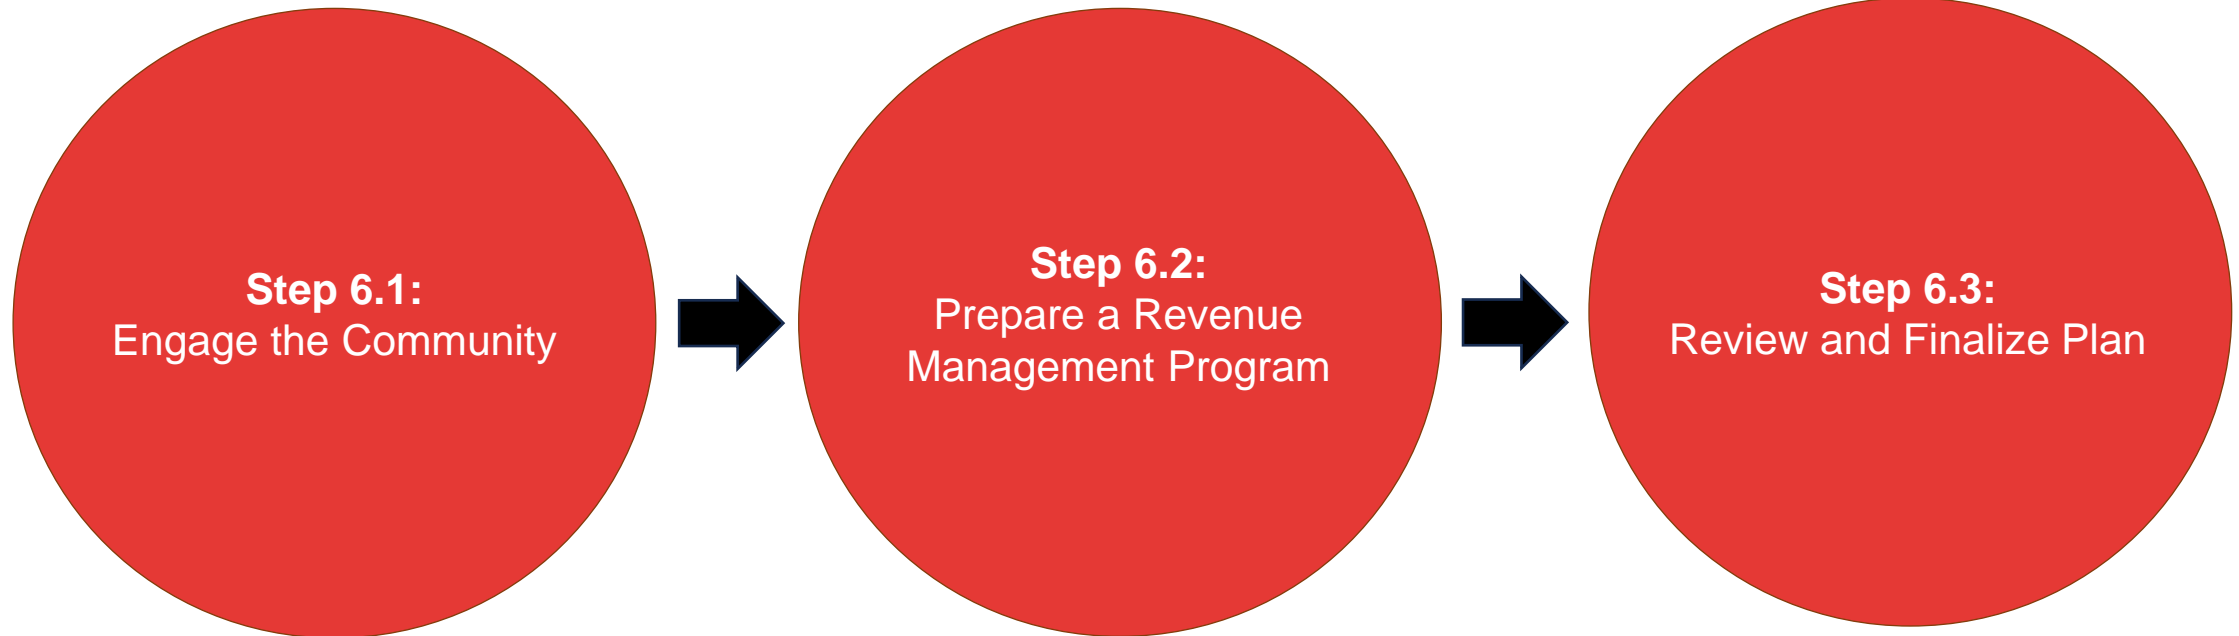 Step 6.1:
Engage the Community
Step 6.2:
Prepare a Revenue
Management Program
Step 6.3:
Review and Finalize Plan